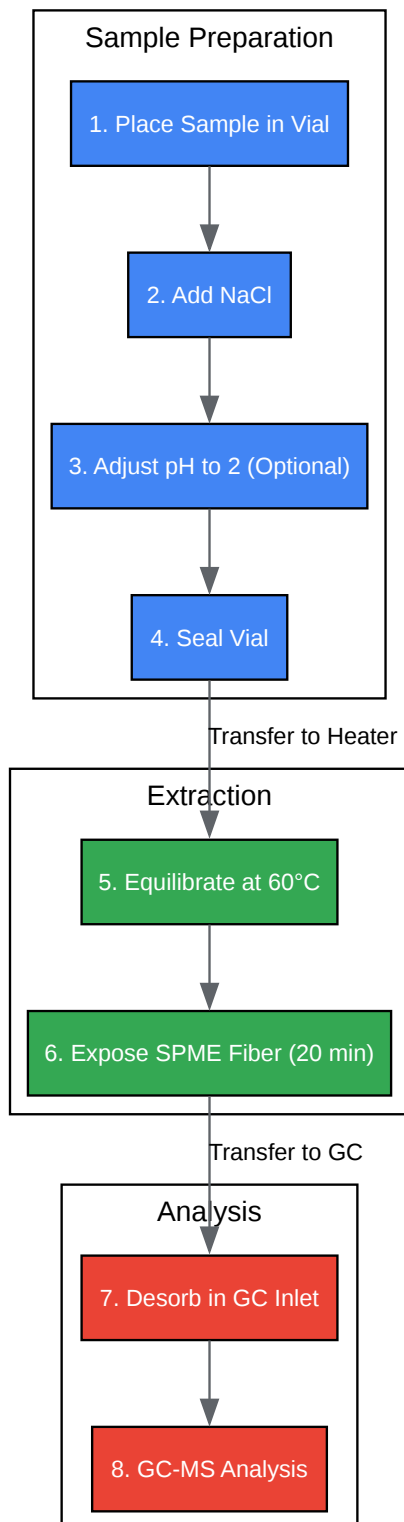 Sample Preparation
1. Place Sample in Vial
2. Add NaCl
3. Adjust pH to 2 (Optional)
4. Seal Vial
Transfer to Heater
Extraction
5. Equilibrate at 60°C
6. Expose SPME Fiber (20 min)
Transfer to GC
Analysis
7. Desorb in GC Inlet
8. GC-MS Analysis